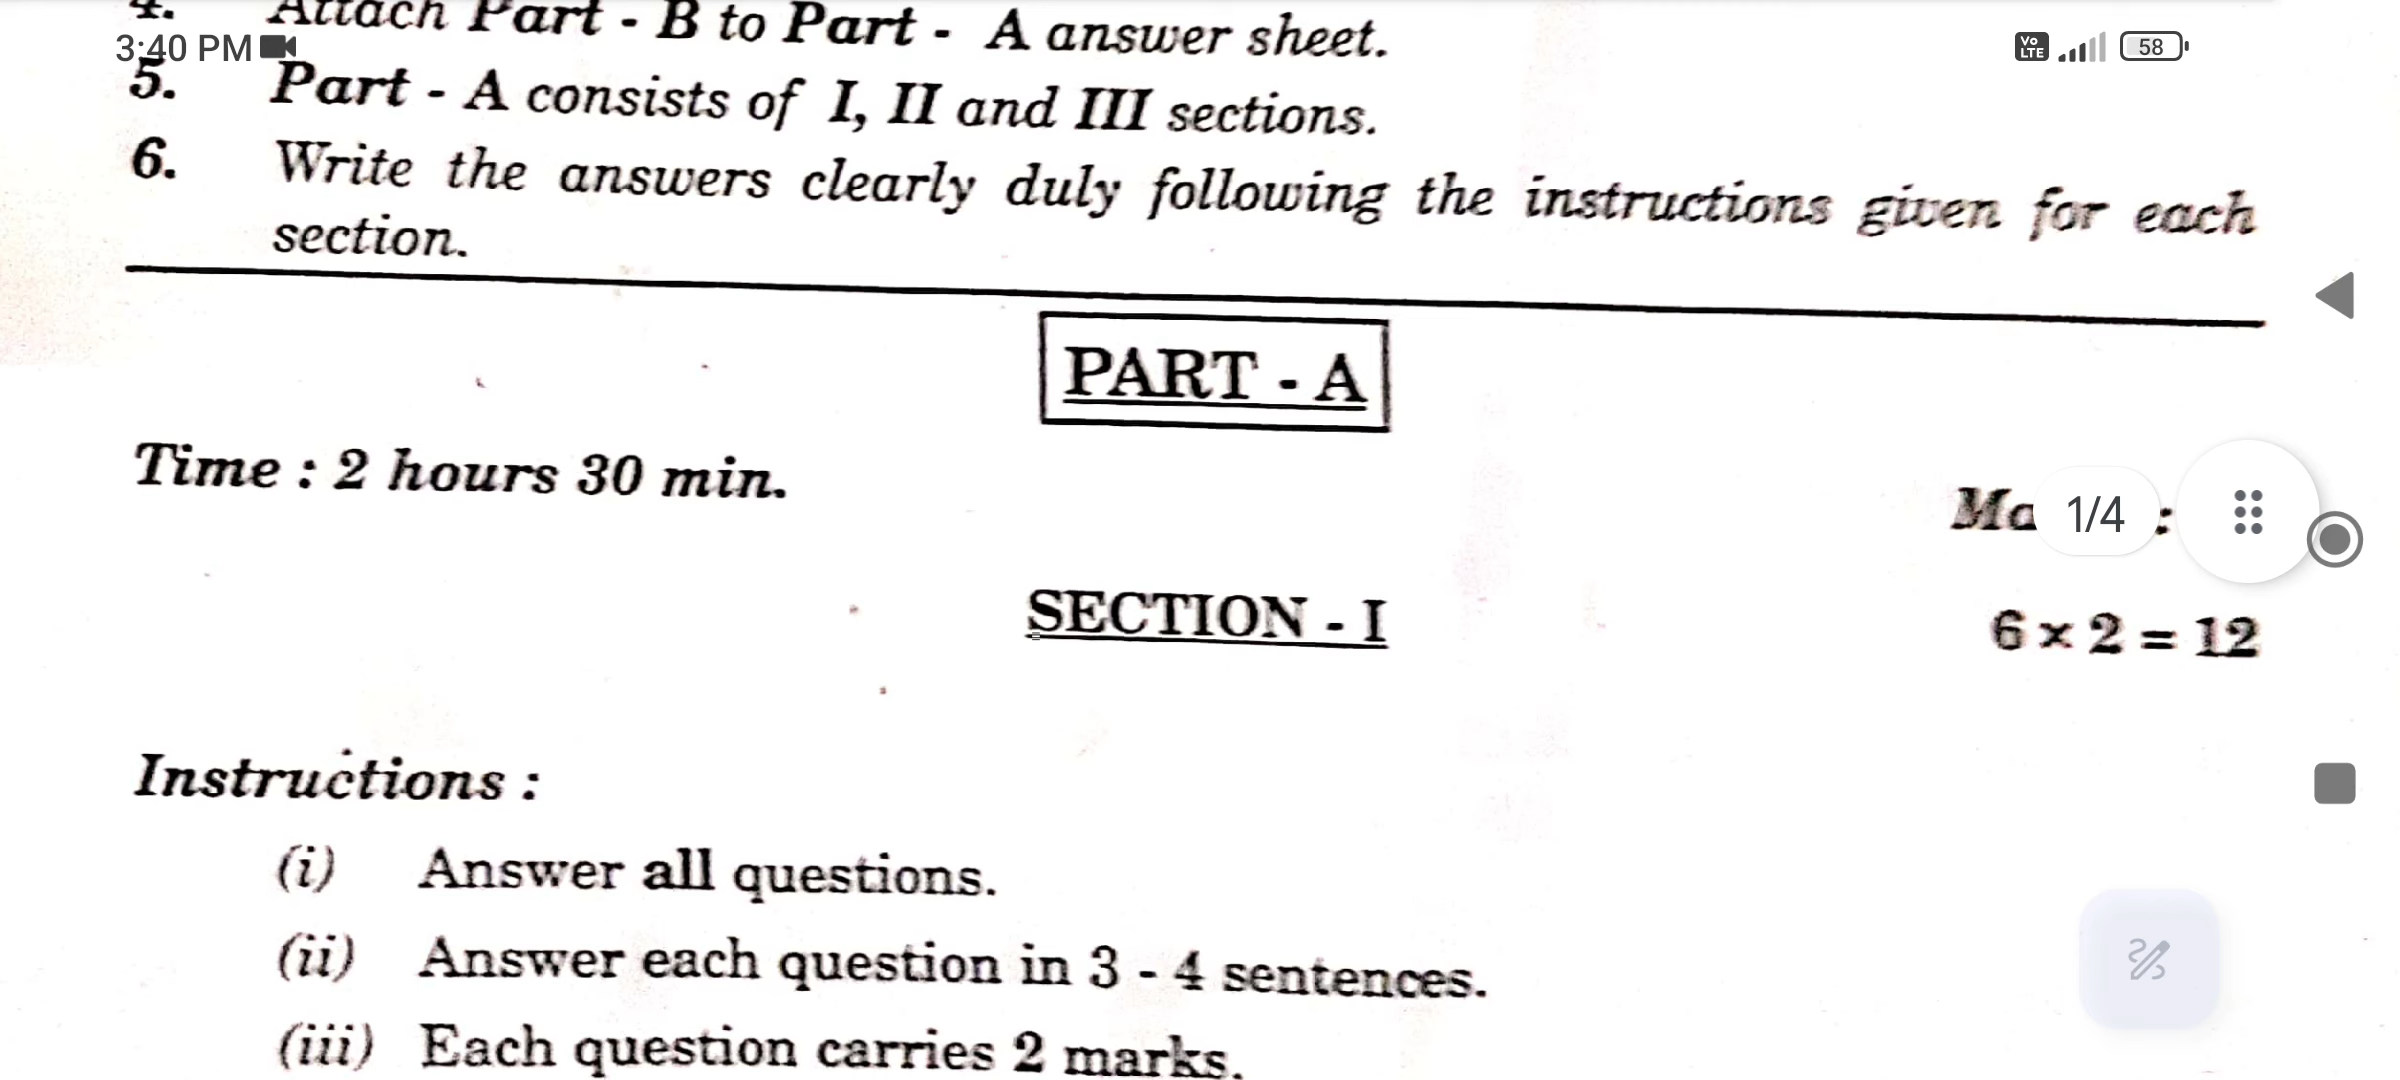 4. Attach Part - B to Part - A answer sheet.
3:40 PM
Vo LTE 58
5. Part - A consists of I, II and III sections.
6. Write the answers clearly duly following the instructions given for each
section.
PART - A
Time : 2 hours 30 min.
1/4 :
SECTION - I
6 × 2 = 12
Instructions :
(i) Answer all questions.
(ii) Answer each question in 3 - 4 sentences.
(iii) Each question carries 2 marks.